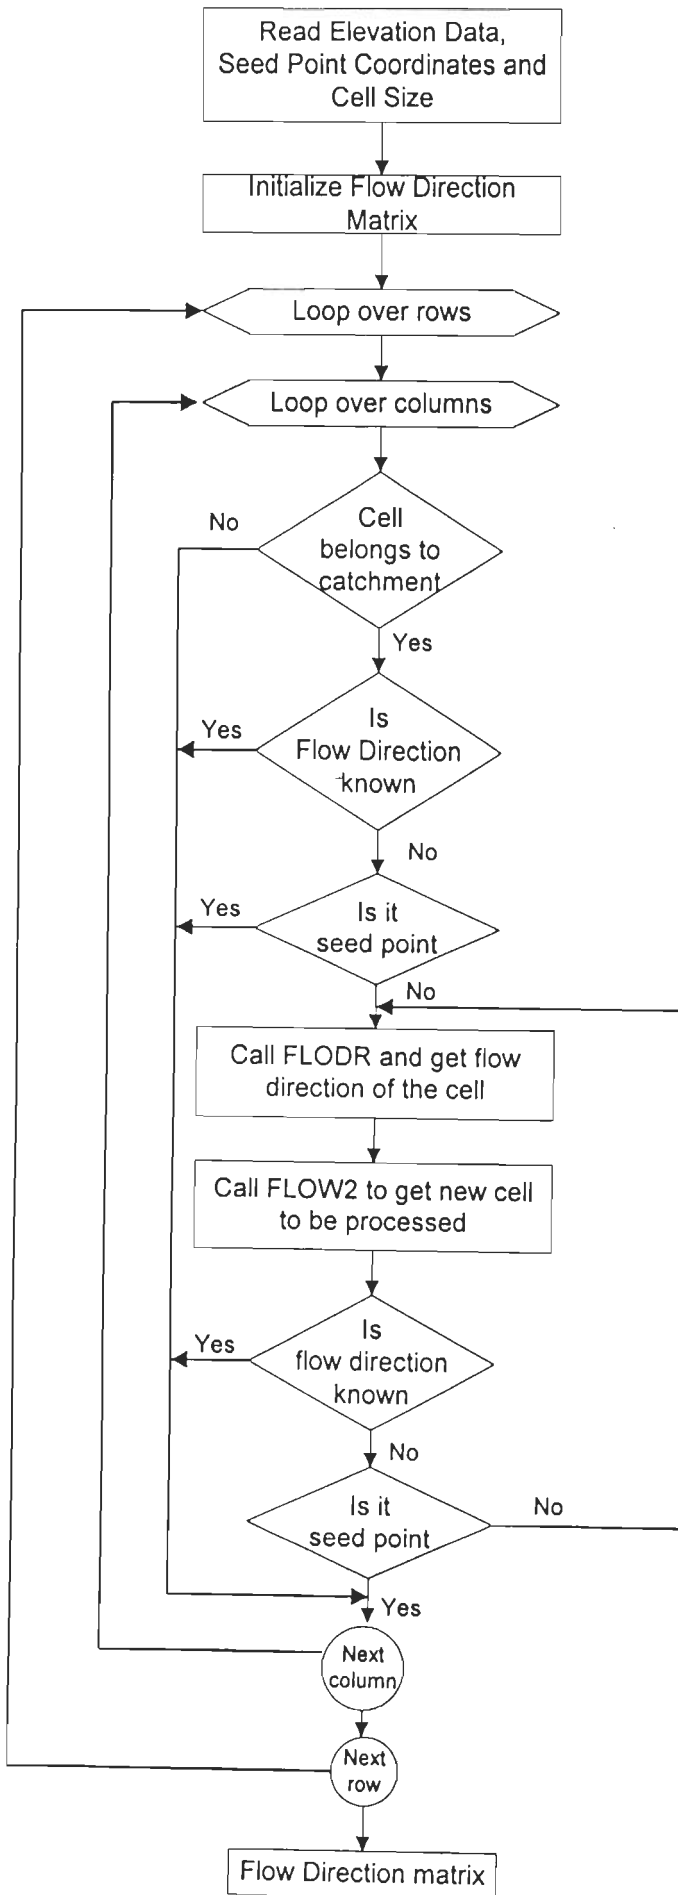 Read Elevation Data,
Seed Point Coordinates and
Cell Size
Initialize Flow Direction
Matrix
Loop over rows
Loop over columns
No
Cell
belongs to
catchment
Yes
Yes
Is
Flow Direction
known
No
Yes
Is it
seed point
No
Call FLODR and get flow
direction of the cell
Call FLOW2 to get new cell
to be processed
Yes
Is
flow direction
known
No
Is it
seed point
No
Yes
Next
column
Next
row
Flow Direction matrix